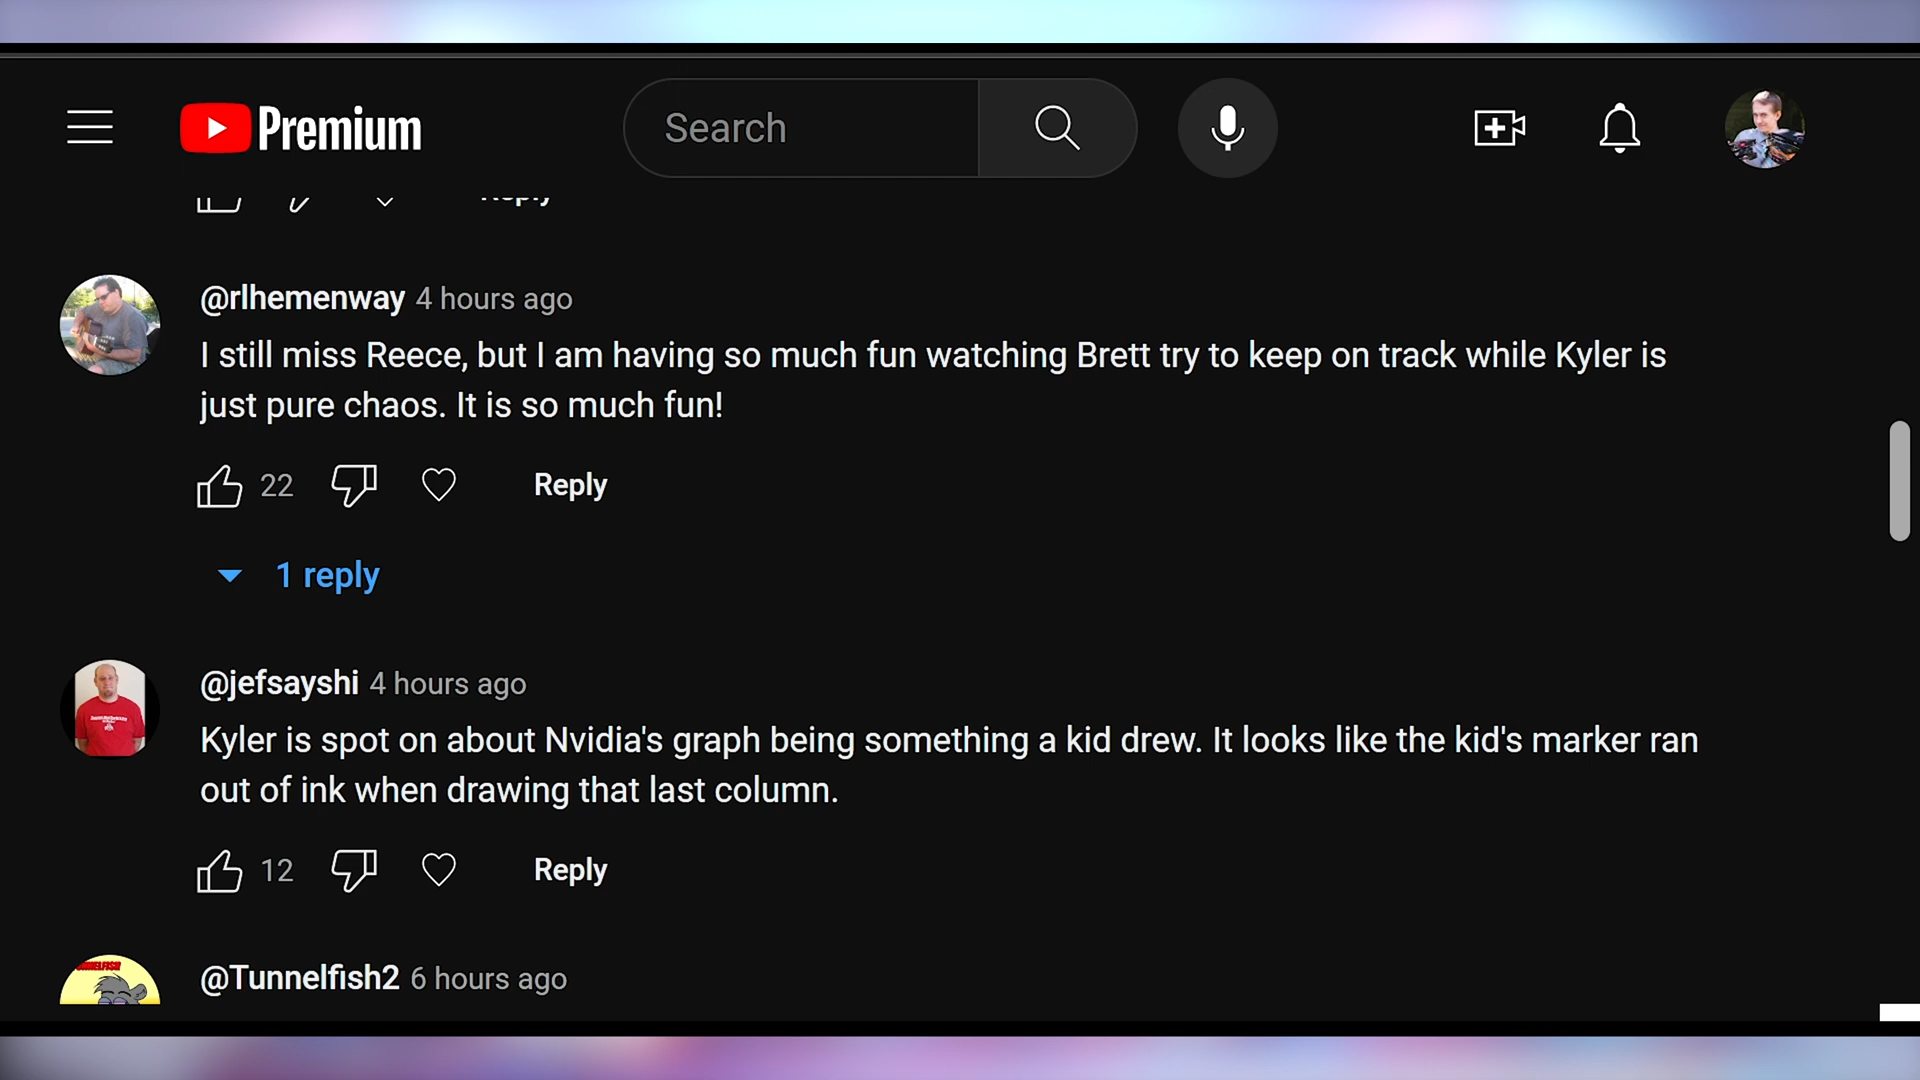 Premium
Search
Reply
@rlhemenway 4 hours ago
I still miss Reece, but I am having so much fun watching Brett try to keep on track while Kyler is
just pure chaos. It is so much fun!
22
Reply
1 reply
@jefsayshi 4 hours ago
Kyler is spot on about Nvidia's graph being something a kid drew. It looks like the kid's marker ran
out of ink when drawing that last column.
12
Reply
@Tunnelfish2 6 hours ago